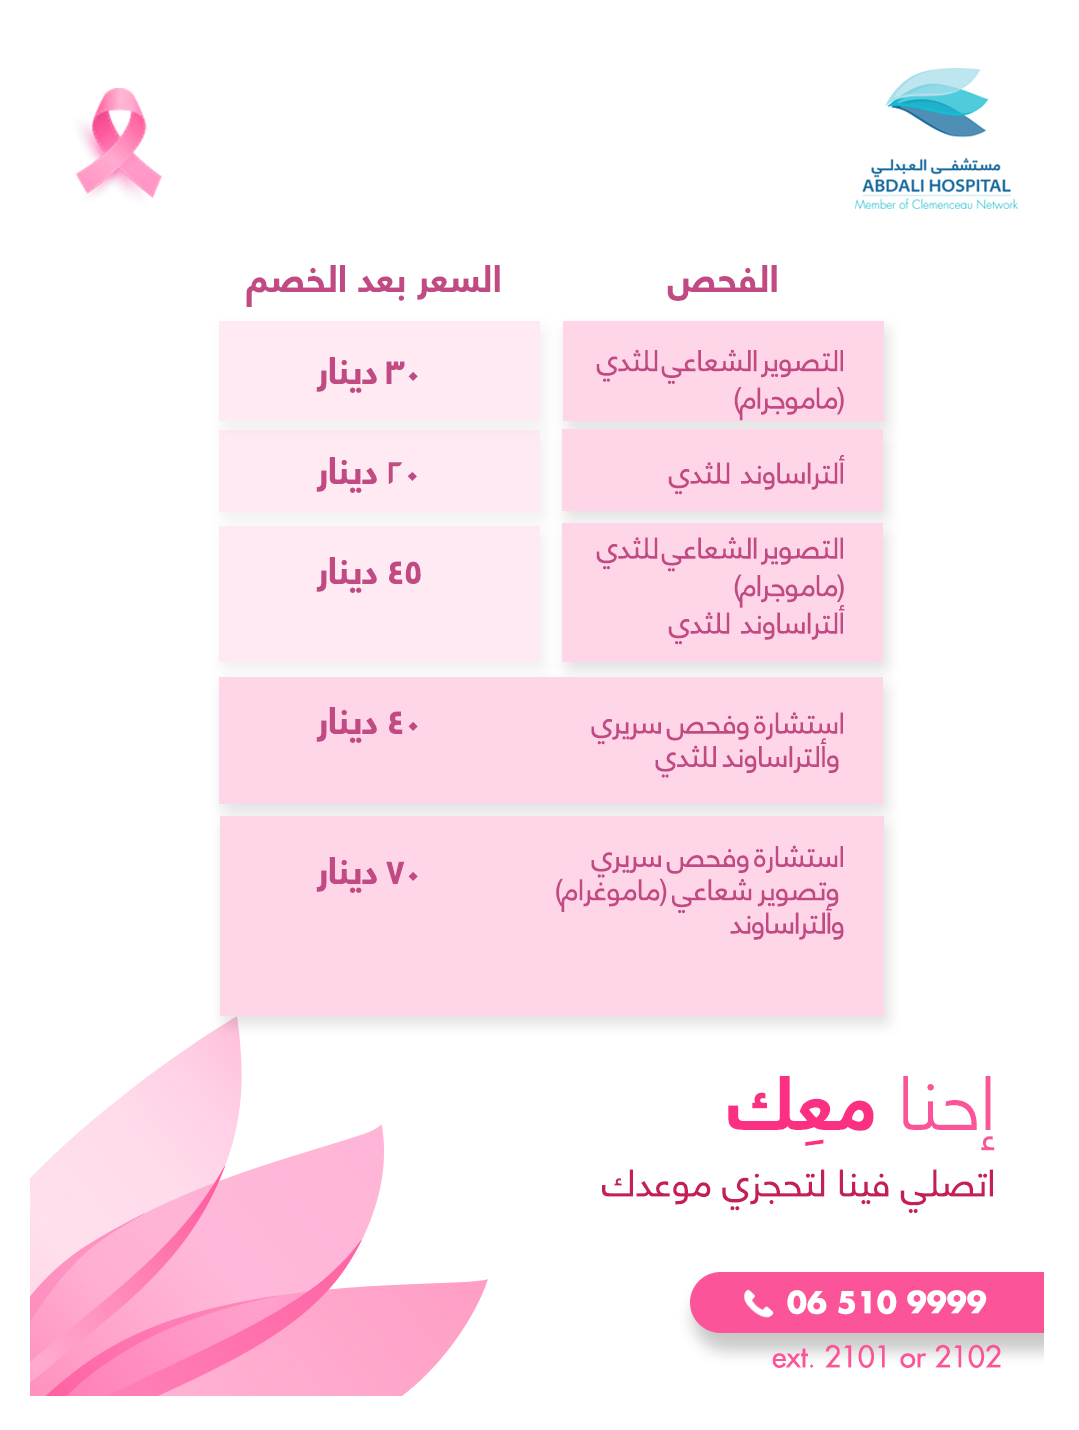 مستشفى العبدلي
ABDALI HOSPITAL
Member of Clemenceau Network
الفحص
السعر بعد الخصم
التصوير الشعاعي للثدي
(ماموجرام)
٣٠ دينار
ألتراساوند للثدي
٢٠ دينار
التصوير الشعاعي للثدي
(ماموجرام)
ألتراساوند للثدي
٤٥ دينار
استشارة وفحص سريري
وألتراساوند للثدي
٤٠ دينار
استشارة وفحص سريري
وتصوير شعاعي (ماموغرام)
وألتراساوند
٧٠ دينار
إحنا معِك
اتصلي فينا لتحجزي موعدك
06 510 9999
ext. 2101 or 2102